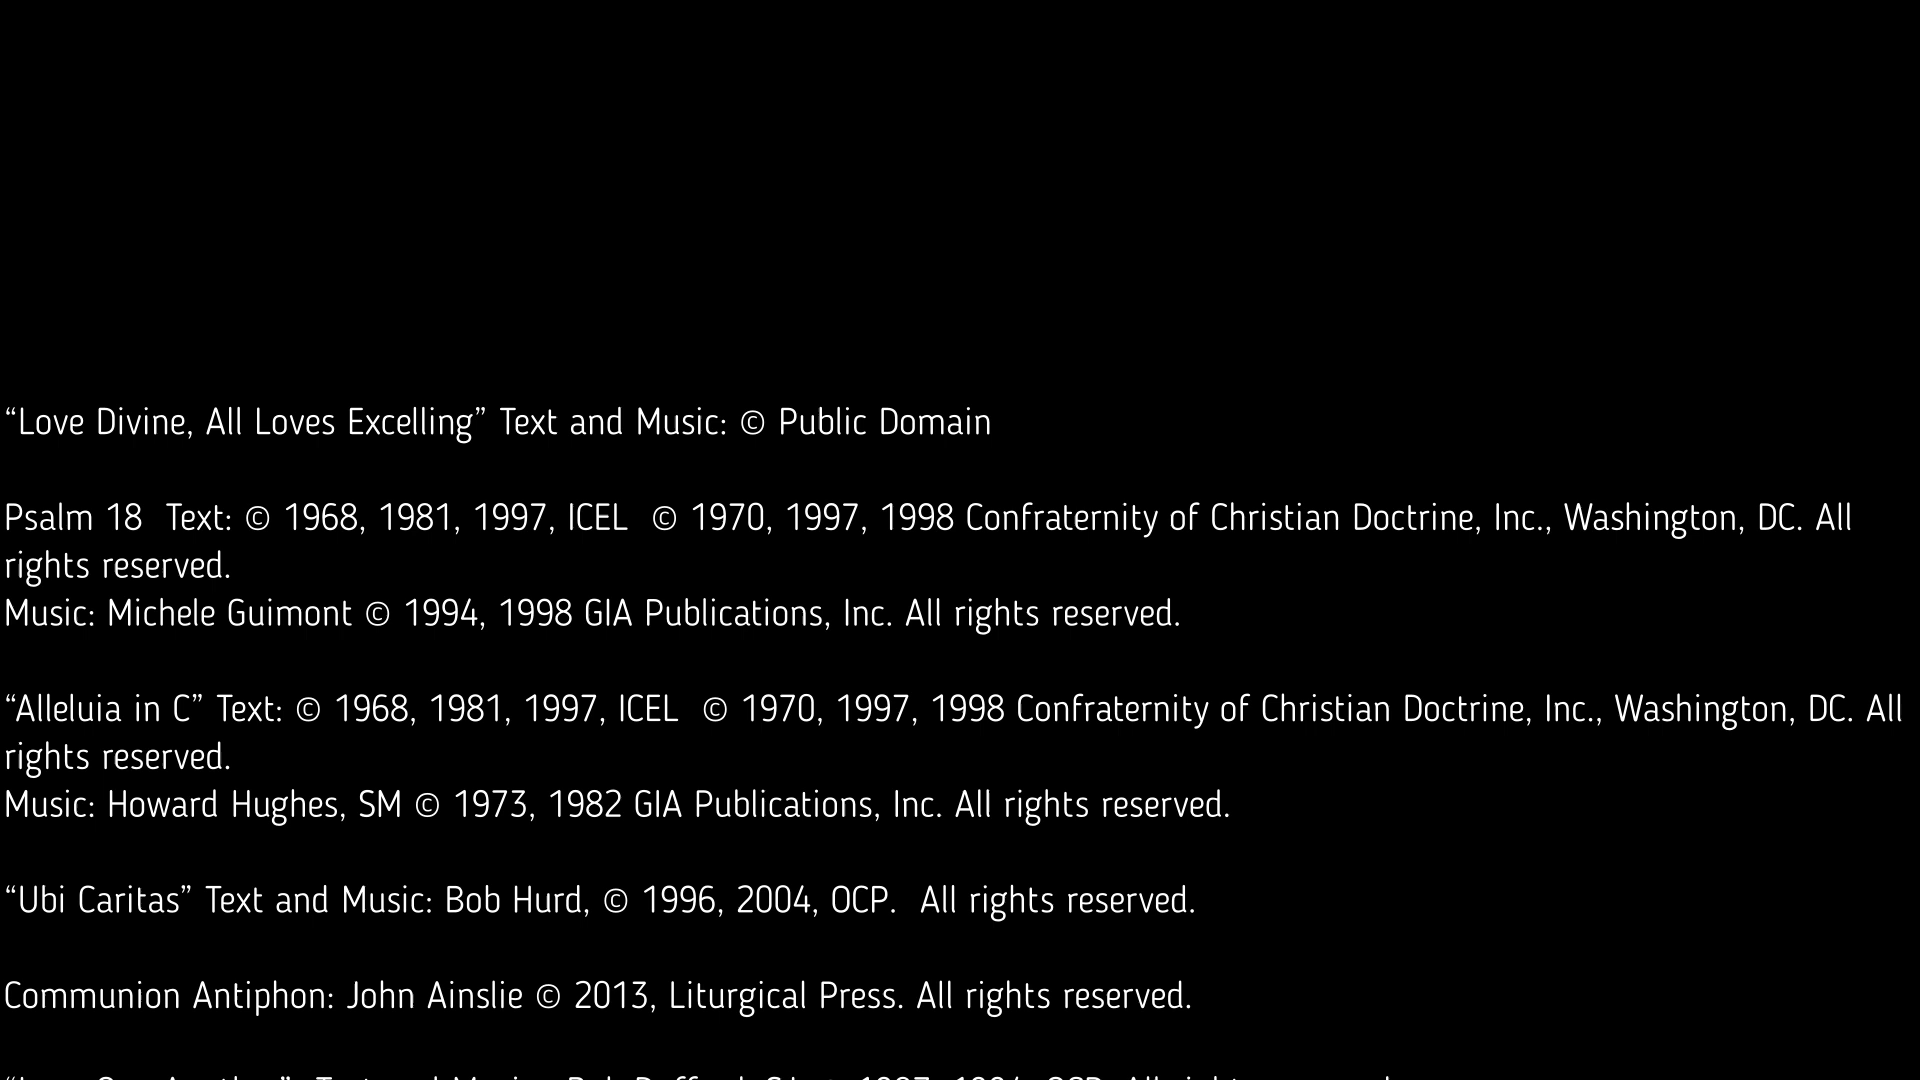 “Love Divine, All Loves Excelling” Text and Music: © Public Domain
Psalm 18  Text: © 1968, 1981, 1997, ICEL  © 1970, 1997, 1998 Confraternity of Christian Doctrine, Inc., Washington, DC. All
rights reserved.
Music: Michele Guimont © 1994, 1998 GIA Publications, Inc. All rights reserved.
“Alleluia in C” Text: © 1968, 1981, 1997, ICEL  © 1970, 1997, 1998 Confraternity of Christian Doctrine, Inc., Washington, DC. All
rights reserved.
Music: Howard Hughes, SM © 1973, 1982 GIA Publications, Inc. All rights reserved.
“Ubi Caritas” Text and Music: Bob Hurd, © 1996, 2004, OCP.  All rights reserved.
Communion Antiphon: John Ainslie © 2013, Liturgical Press. All rights reserved.